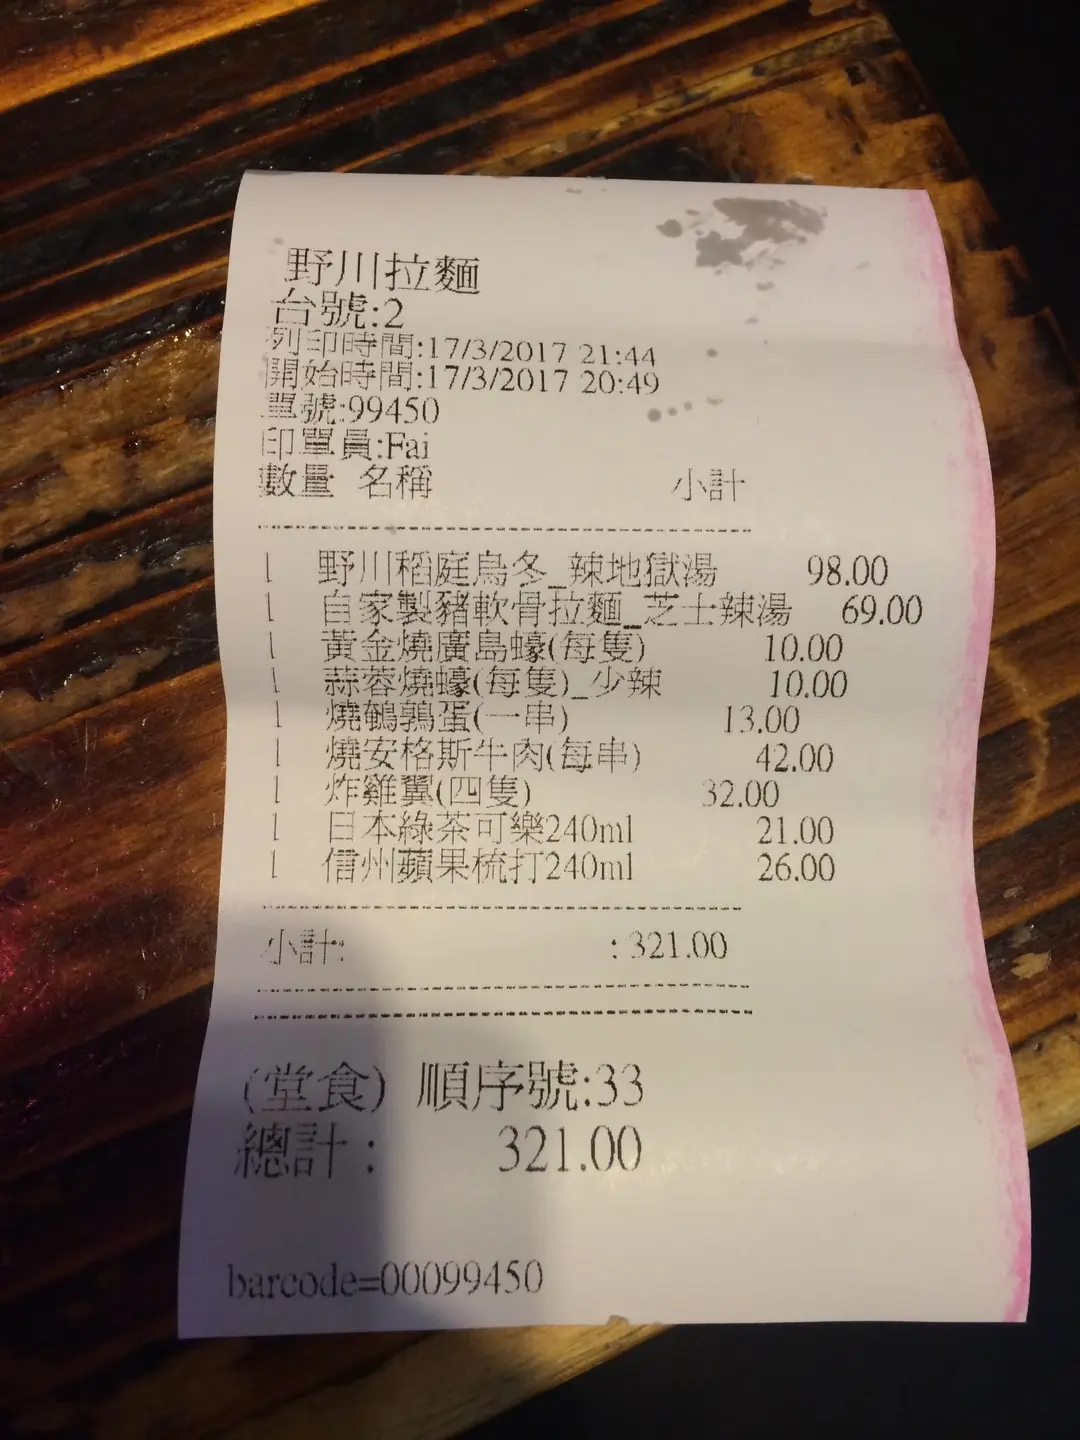 野川拉麵
台號:2
列印時間:17/3/2017 21:44
開始時間:17/3/2017 20:49
單號:99450
印單員:Fai
數量 名稱 小計
1 野川稻庭烏冬_辣地獄湯 98.00
1 自家製豬軟骨拉麵_芝士辣湯 69.00
1 黃金燒廣島蠔(每隻) 10.00
1 蒜蓉燒蠔(每隻)_少辣 10.00
1 燒鵪鶉蛋(一串) 13.00
1 燒安格斯牛肉(每串) 42.00
1 炸雞翼(四隻) 32.00
1 日本綠茶可樂240ml 21.00
1 信州蘋果梳打240ml 26.00
小計: : 321.00
(堂食) 順序號:33
總計 : 321.00
barcode=00099450